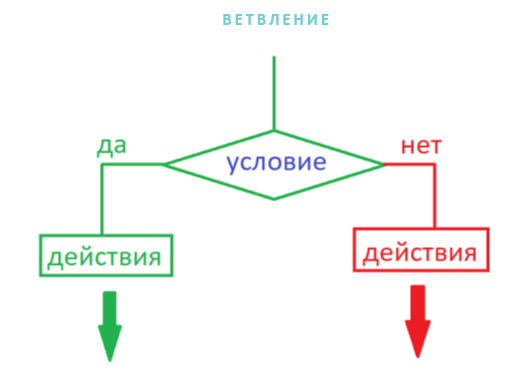 ВЕТВЛЕНИЕ
да
нет
условие
действия
действия